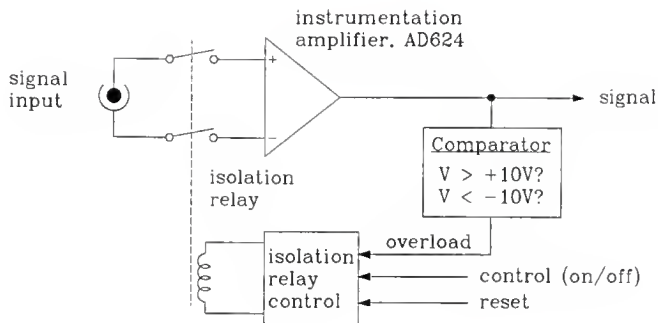 instrumentation
amplifier. AD624
signal
input
+
−
signal
isolation
relay
Comparator
V > +10V?
V < −10V?
overload
isolation
relay
control
control (on/off)
reset